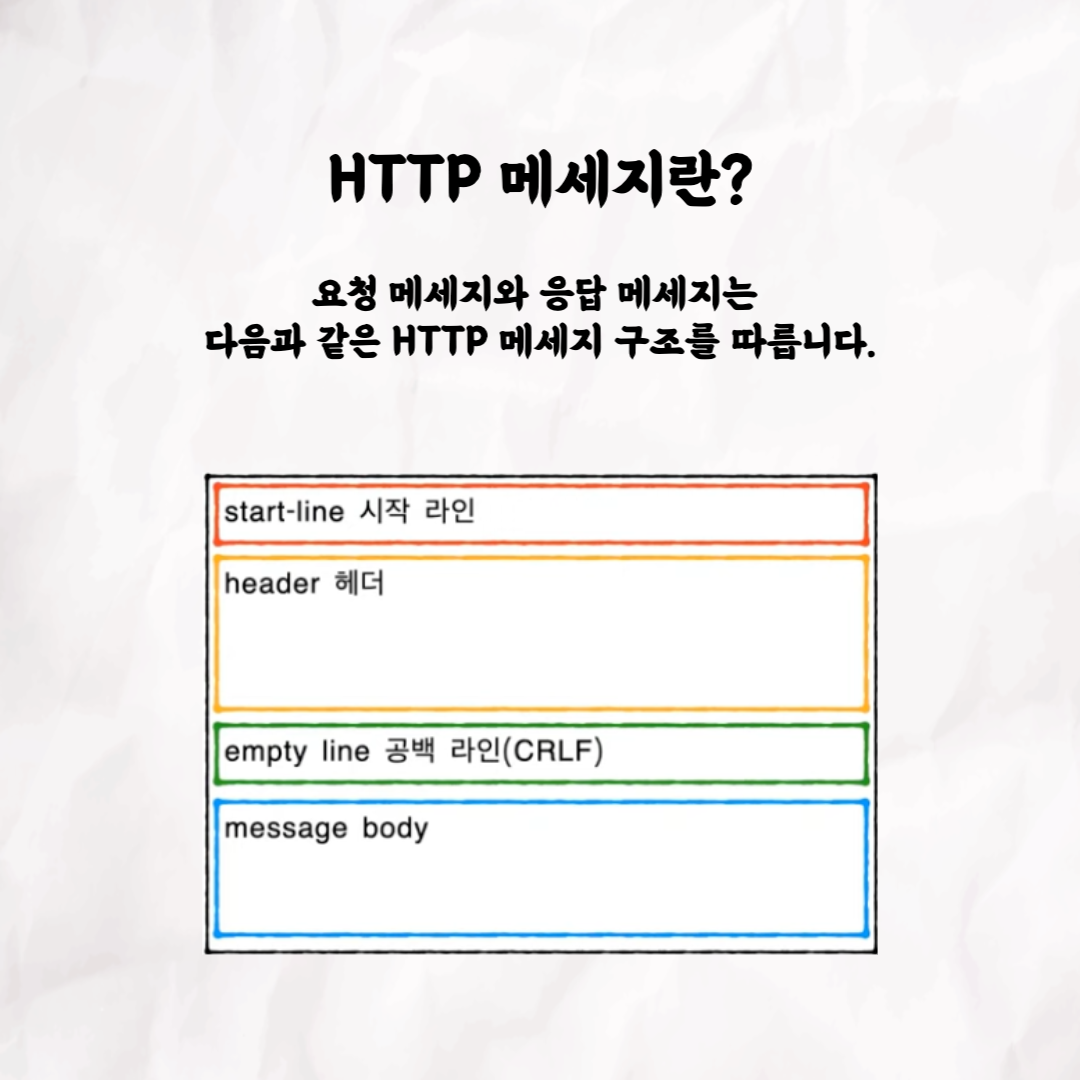 HTTP 메세지란?
요청 메세지와 응답 메세지는
다음과 같은 HTTP 메세지 구조를 따릅니다.
start-line 시작 라인
header 헤더
empty line 공백 라인(CRLF)
message body